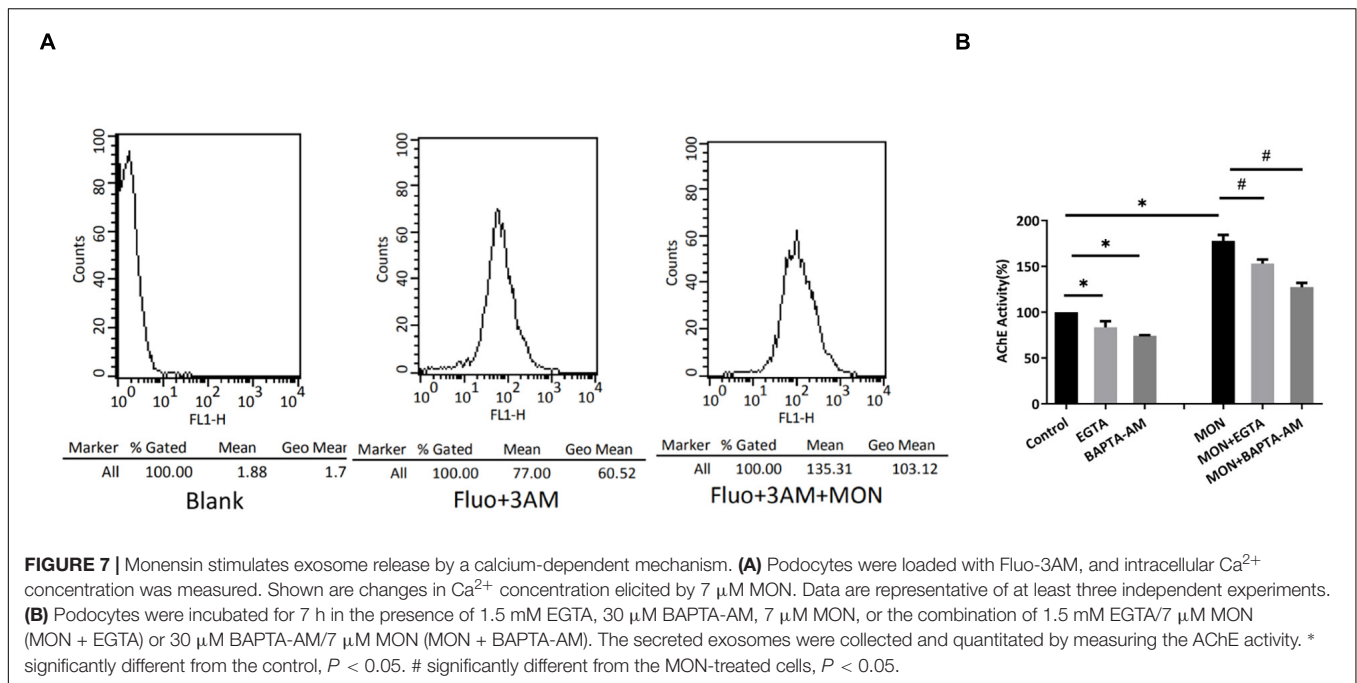 A
B
100
80
60
40
20
0
Counts
10^0 10^1 10^2 10^3 10^4
FL1-H
Marker % Gated Mean Geo Mear
All 100.00 1.88 1.7
Blank
100
80
60
40
20
0
Counts
10^0 10^1 10^2 10^3 10^4
FL1-H
Marker % Gated Mean Geo Mean
All 100.00 77.00 60.52
Fluo+3AM
100
80
60
40
20
0
Counts
10^0 10^1 10^2 10^3 10^4
FL1-H
Marker % Gated Mean Geo Mean
All 100.00 135.31 103.12
Fluo+3AM+MON
#
#
*
*
*
200
150
100
50
0
AChE Activity(%)
Control
EGTA
BAPTA-AM
MON
MON+EGTA
MON+BAPTA-AM
FIGURE 7 | Monensin stimulates exosome release by a calcium-dependent mechanism. (A) Podocytes were loaded with Fluo-3AM, and intracellular Ca2+
concentration was measured. Shown are changes in Ca2+ concentration elicited by 7 μM MON. Data are representative of at least three independent experiments.
(B) Podocytes were incubated for 7 h in the presence of 1.5 mM EGTA, 30 μM BAPTA-AM, 7 μM MON, or the combination of 1.5 mM EGTA/7 μM MON
(MON + EGTA) or 30 μM BAPTA-AM/7 μM MON (MON + BAPTA-AM). The secreted exosomes were collected and quantitated by measuring the AChE activity. *
significantly different from the control, P < 0.05. # significantly different from the MON-treated cells, P < 0.05.